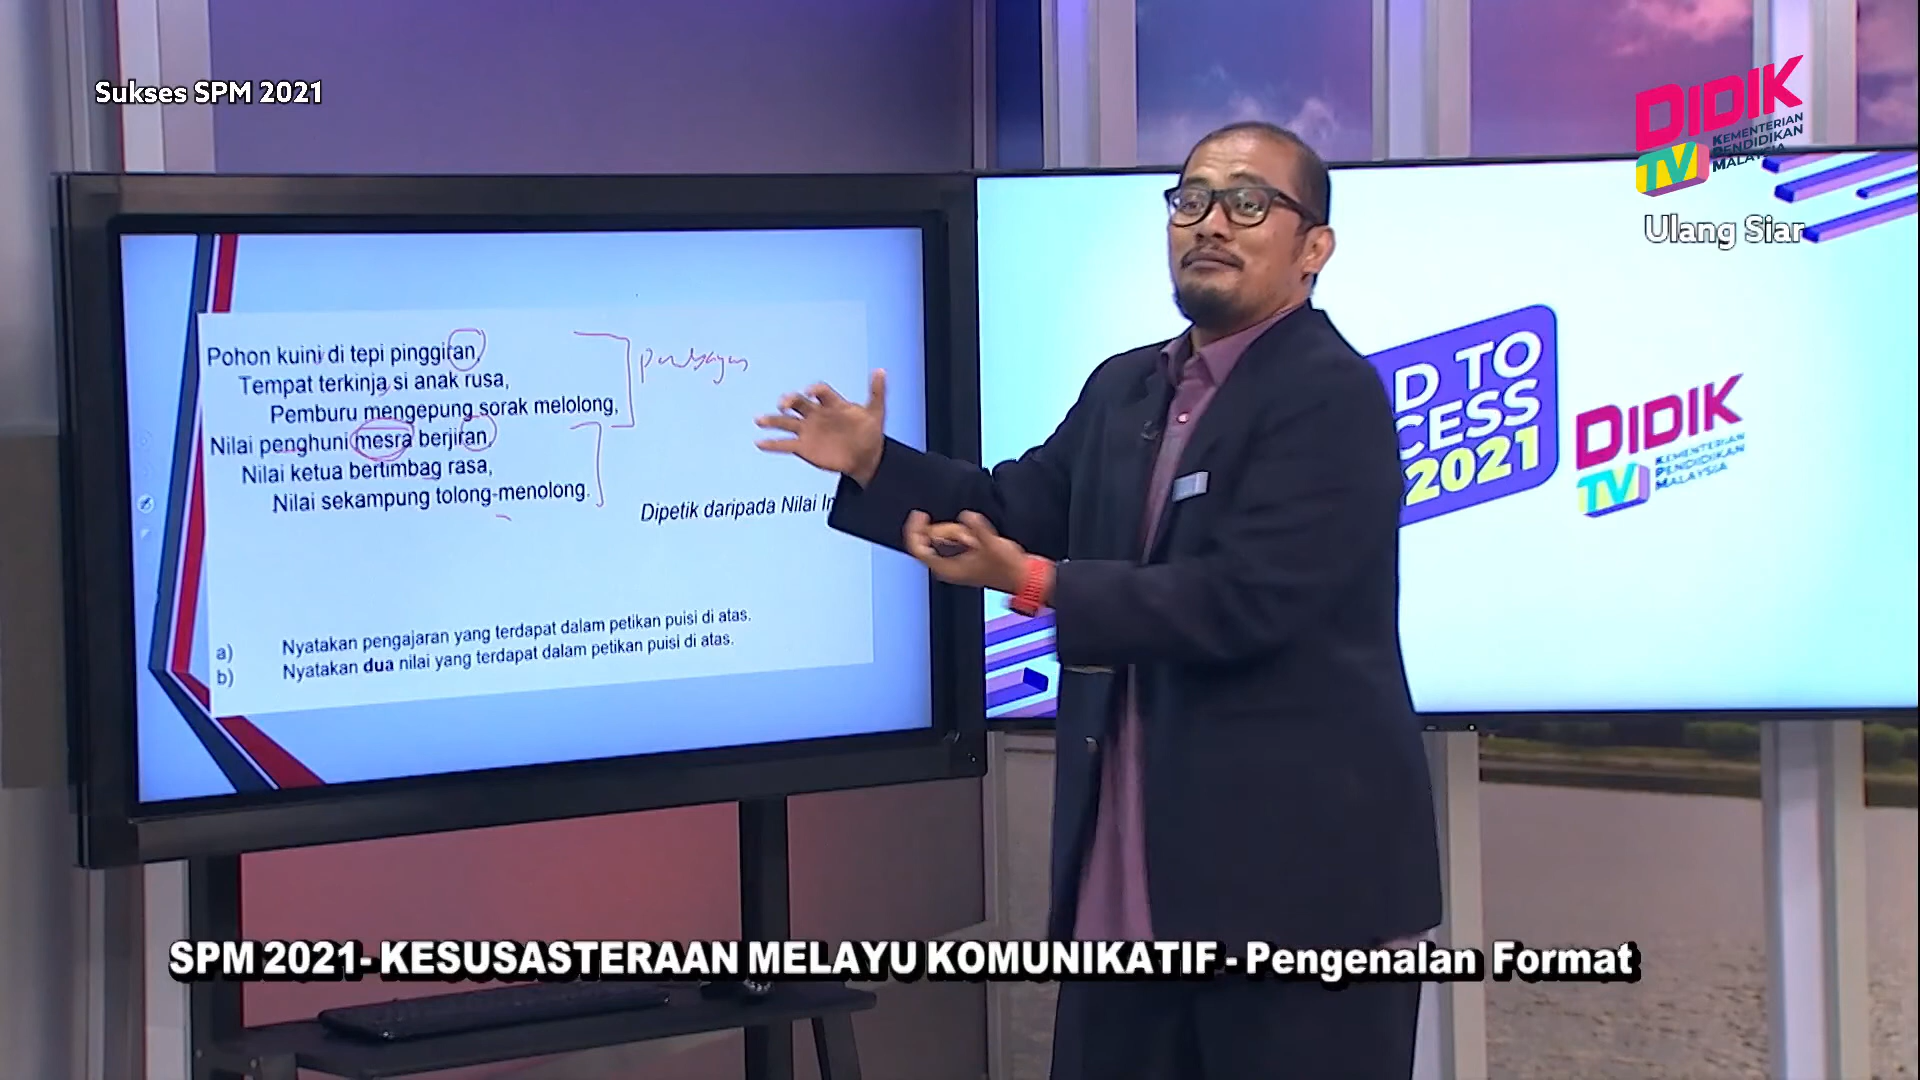 Sukses SPM 2021
DIDIK
TV
KEMENTERIAN
PENDIDIKAN
MALAYSIA
Ulang Siar
Pohon kuini di tepi pinggiran,
Tempat terkinja si anak rusa,
Pemburu mengepung sorak melolong,
Nilai penghuni mesra berjiran,
Nilai ketua bertimbag rasa,
Nilai sekampung tolong-menolong.
Dipetik daripada Nilai
a) Nyatakan pengajaran yang terdapat dalam petikan puisi di atas.
b) Nyatakan dua nilai yang terdapat dalam petikan puisi di atas.
D TO
CESS
2021
DIDIK
TV
KEMENTERIAN
PENDIDIKAN
MALAYSIA
SPM 2021- KESUSASTERAAN MELAYU KOMUNIKATIF - Pengenalan Format